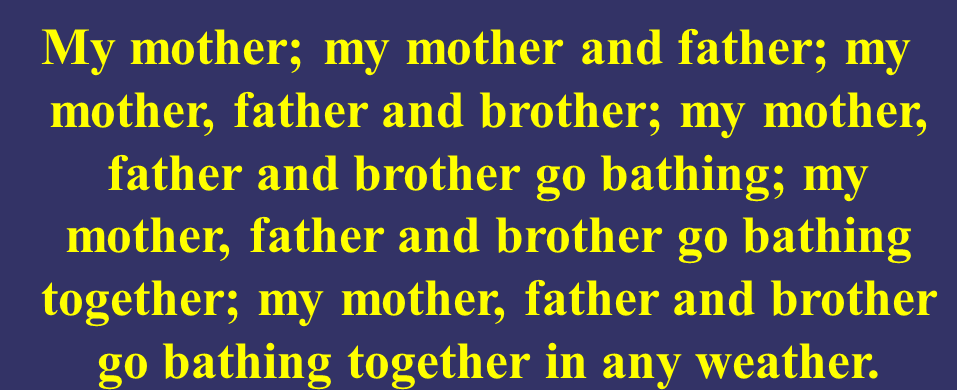 My mother; my mother and father; my
mother, father and brother; my mother,
father and brother go bathing; my
mother, father and brother go bathing
together; my mother, father and brother
go bathing together in any weather.